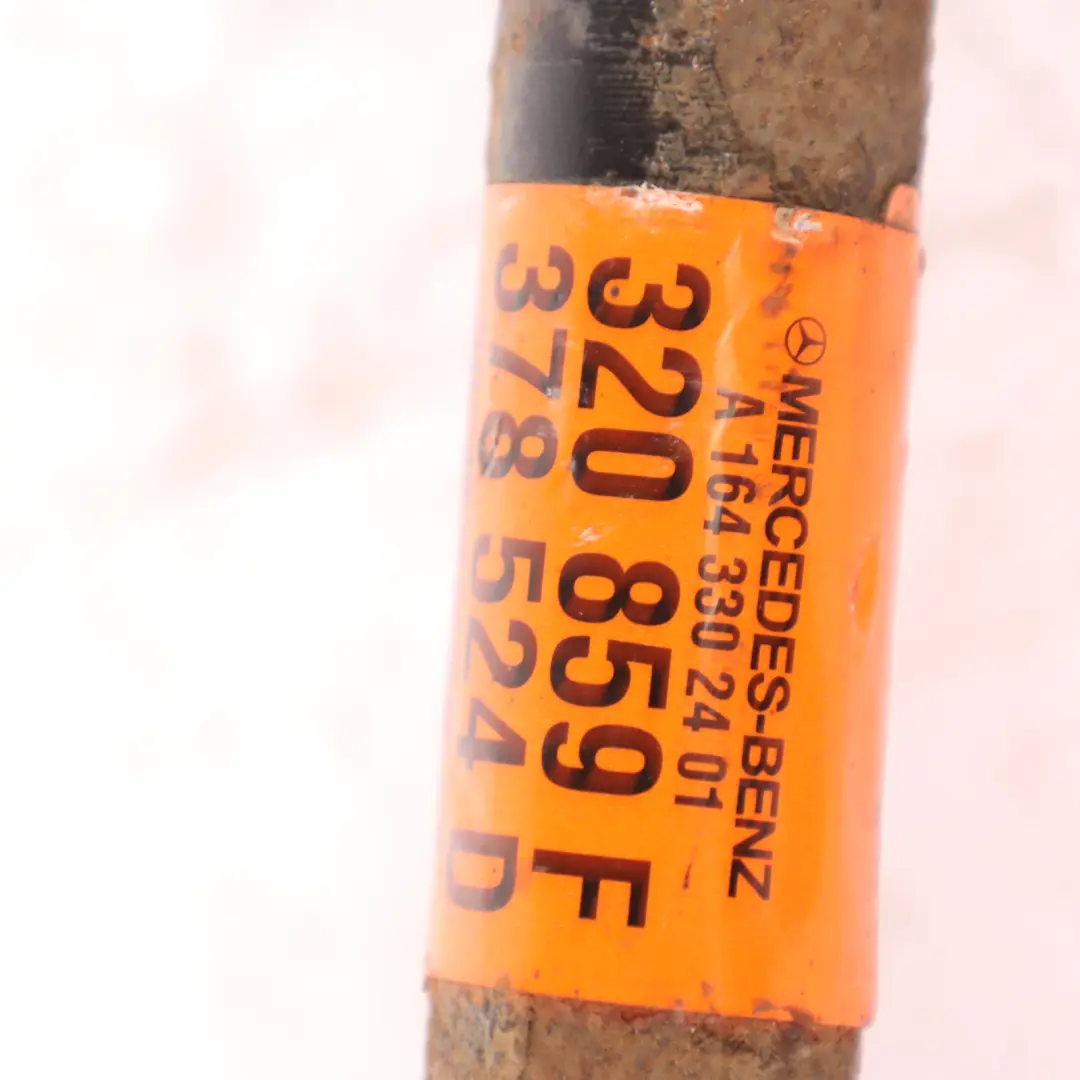 MERCEDES-BENZ
A 164 330 24 01
320 859 F
378 524 D